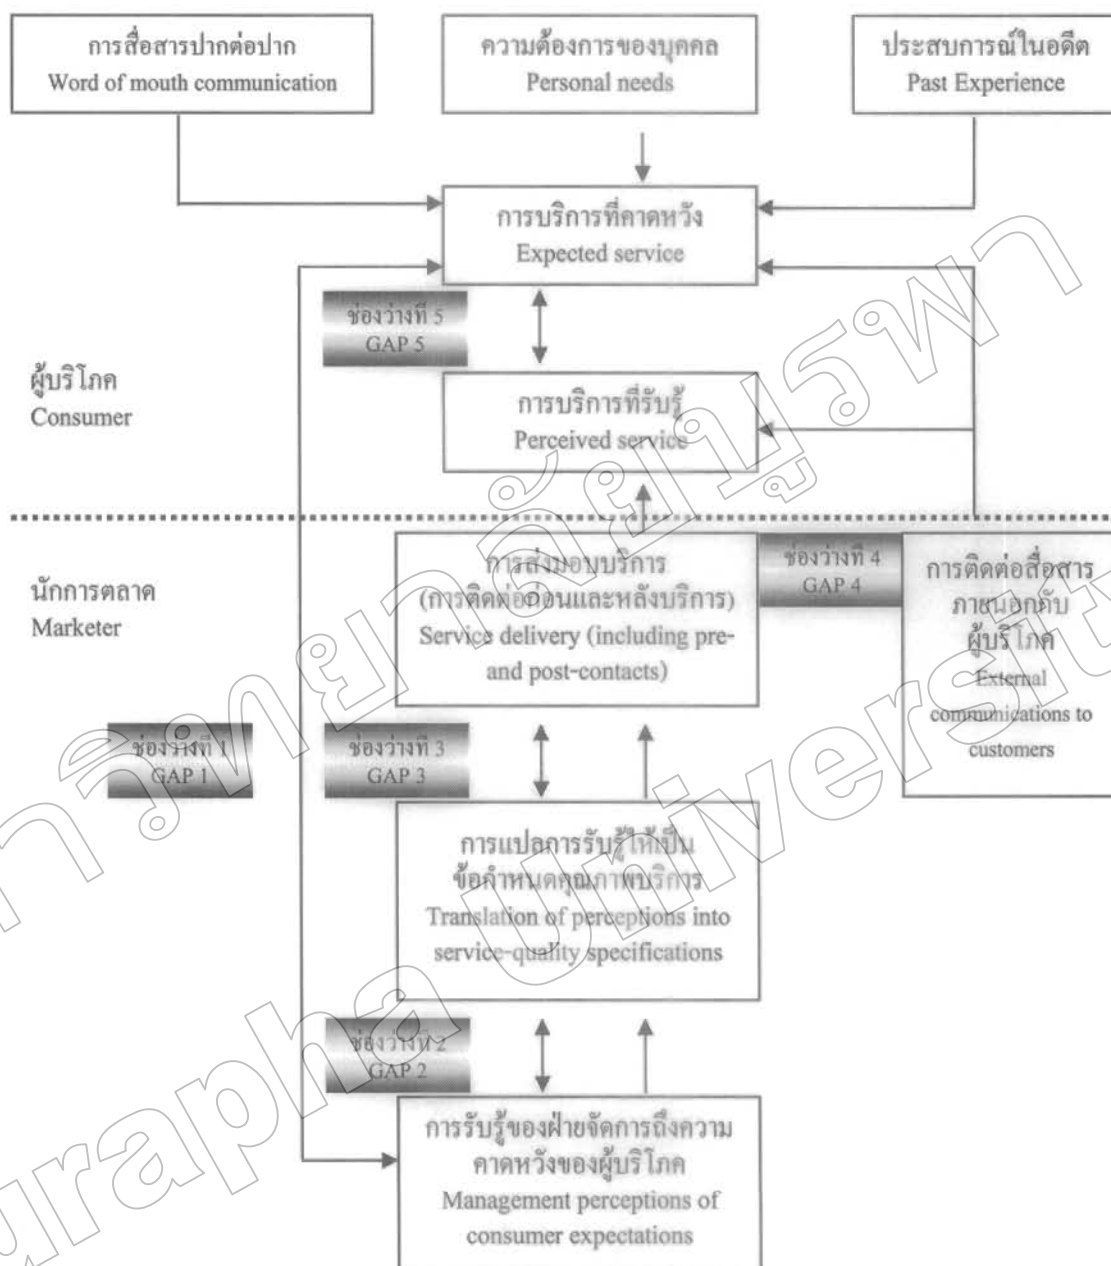 การสื่อสารปากต่อปาก
Word of mouth communication
ความต้องการของบุคคล
Personal needs
ประสบการณ์ในอดีต
Past Experience
การบริการที่คาดหวัง
Expected service
ช่องว่างที่ 5
GAP 5
ผู้บริโภค
Consumer
การบริการที่รับรู้
Perceived service
นักการตลาด
Marketer
การส่งมอบบริการ
(การติดต่อก่อนและหลังบริการ)
Service delivery (including pre-
and post-contacts)
ช่องว่างที่ 4
GAP 4
การติดต่อสื่อสาร
ภายนอกกับ
ผู้บริโภค
External
communications to
customers
ช่องว่างที่ 1
GAP 1
ช่องว่างที่ 3
GAP 3
การแปลการรับรู้ให้เป็น
ข้อกำหนดคุณภาพบริการ
Translation of perceptions into
service-quality specifications
ช่องว่างที่ 2
GAP 2
การรับรู้ของฝ่ายจัดการถึงความ
คาดหวังของผู้บริโภค
Management perceptions of
consumer expectations